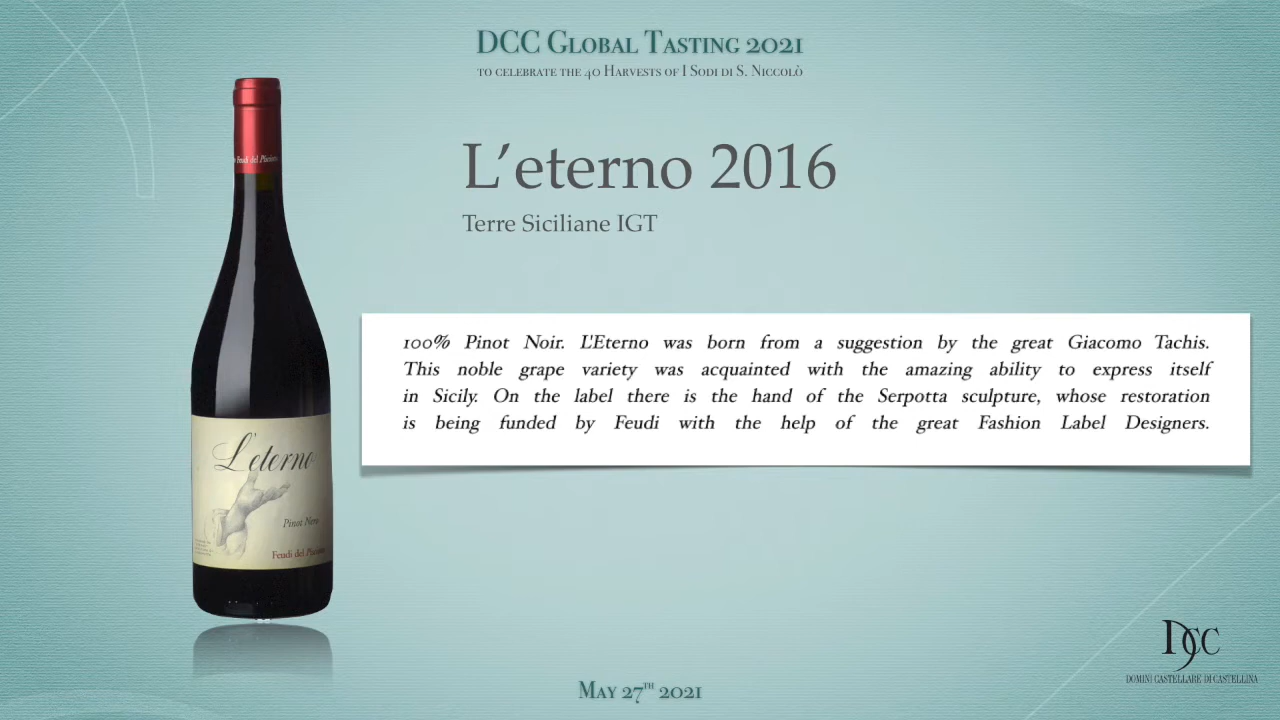 DCC Global Tasting 2021
to celebrate the 40 Harvests of I Sodi di S. Niccolò
L'eterno 2016
Terre Siciliane IGT
100% Pinot Noir. L'Eterno was born from a suggestion by the great Giacomo Tachis.
This noble grape variety was acquainted with the amazing ability to express itself
in Sicily. On the label there is the hand of the Serpotta sculpture, whose restoration
is being funded by Feudi with the help of the great Fashion Label Designers.
Feudi del
L'eterno
Pinot Nero
Feudi del
DCC
DOMINI CASTELLARE DI CASTELLINA
May 27th 2021